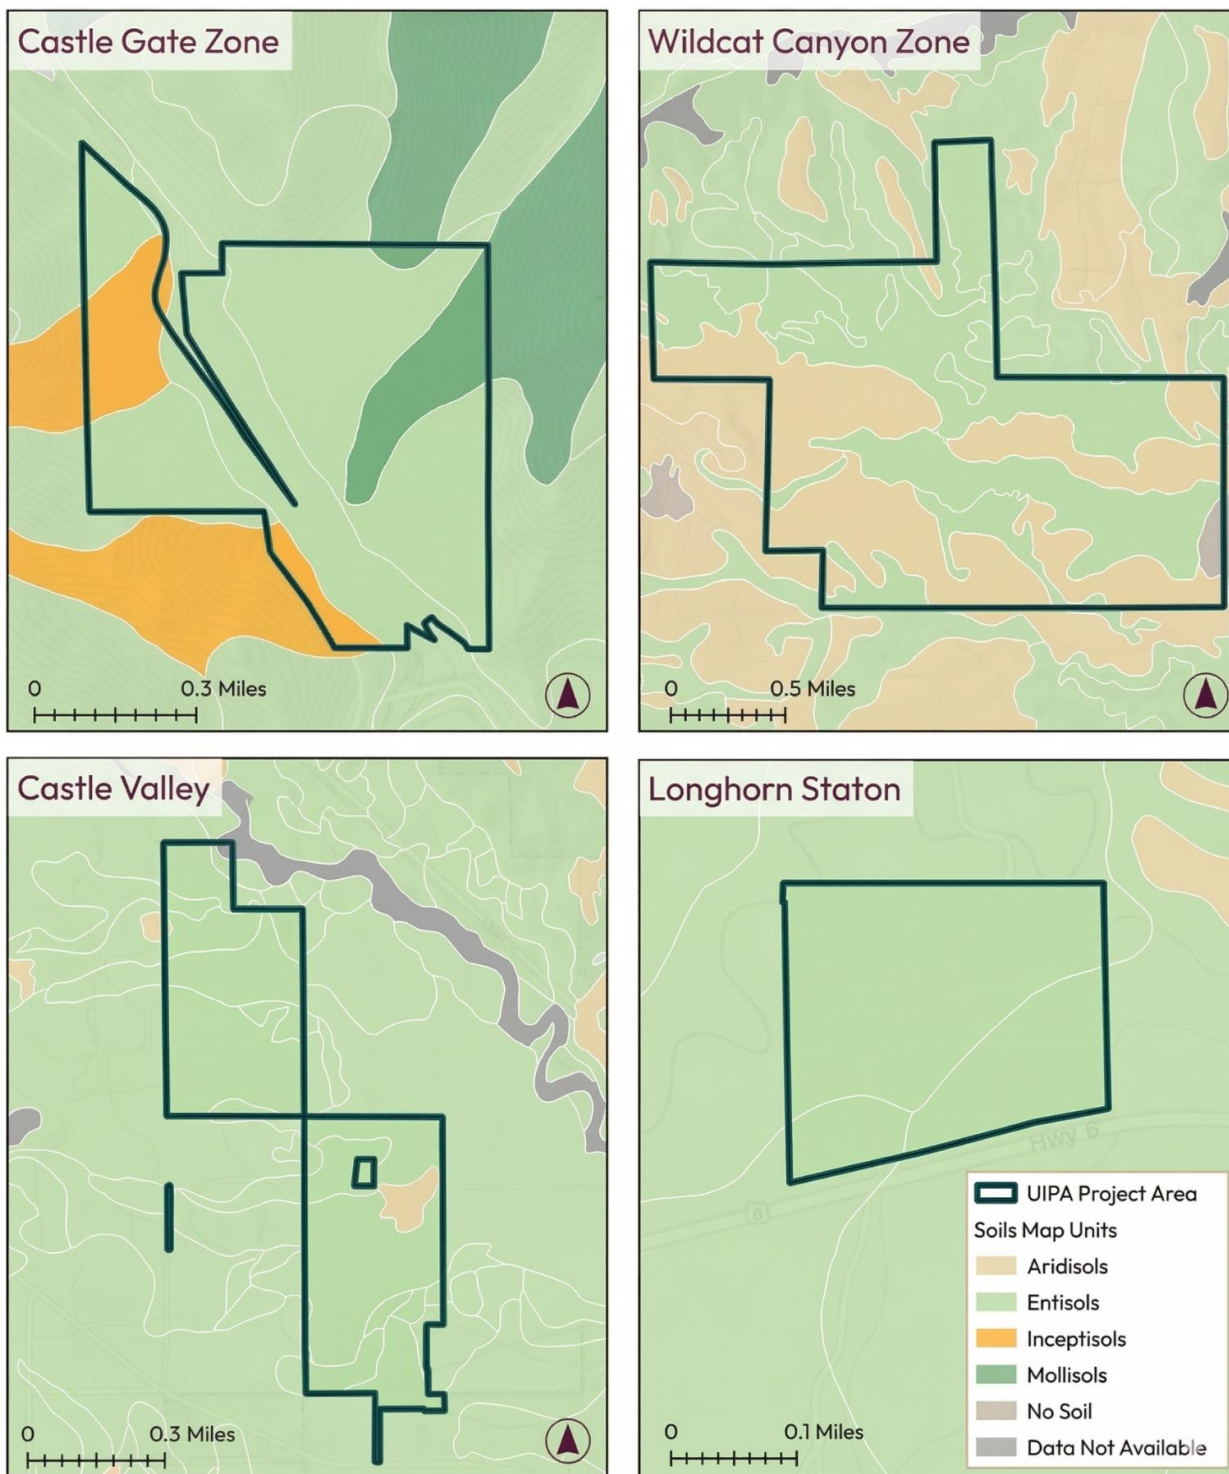 Castle Gate Zone
0 0.3 Miles
Wildcat Canyon Zone
0 0.5 Miles
Castle Valley
0 0.3 Miles
Longhorn Staton
Hwy 6
6
0 0.1 Miles
UIPA Project Area
Soils Map Units
Aridisols
Entisols
Inceptisols
Mollisols
No Soil
Data Not Available